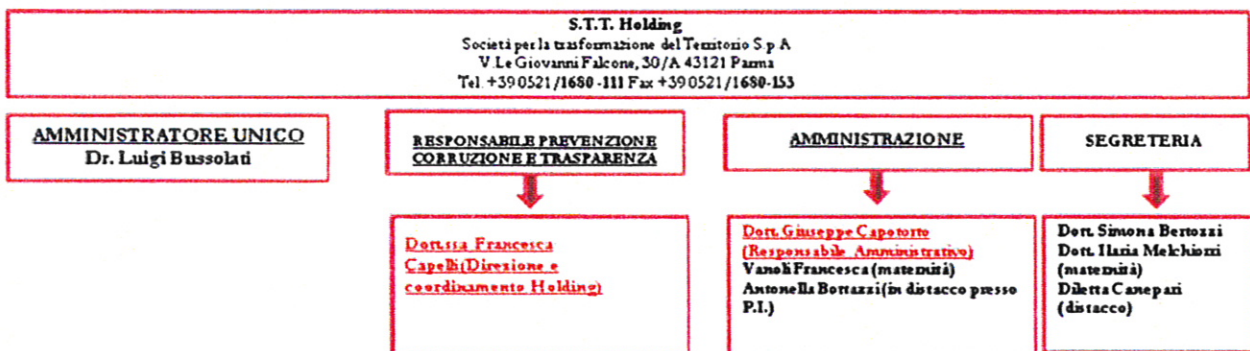 S.T.T. Holding
Società per la trasformazione del Territorio S.p.A
V.Le Giovanni Falcone, 30/A 43121 Parma
Tel. +39 0521/1680-111 Fax +39 0521/1680-153
AMMINISTRATORE UNICO
Dr. Luigi Bussolati
RESPONSABILE PREVENZIONE
CORRUZIONE E TRASPARENZA
AMMINISTRAZIONE
SEGRETERIA
Dott.ssa Francesca
Capelli(Direzione e
coordinamento Holding)
Dott. Giuseppe Capotorto
(Responsabile Amministrativo)
Vanoli Francesca (maternità)
Antonella Bottazzi(in distacco presso
P.I.)
Dott. Simona Bertozzi
Dott. Ilaria Melchiorri
(maternità)
Diletta Canepari
(distacco)